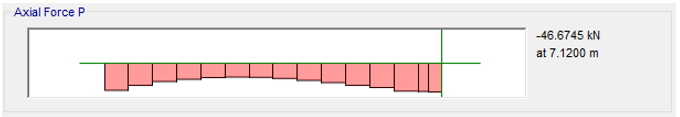 Axial Force P
-46.6745 kN
at 7.1200 m